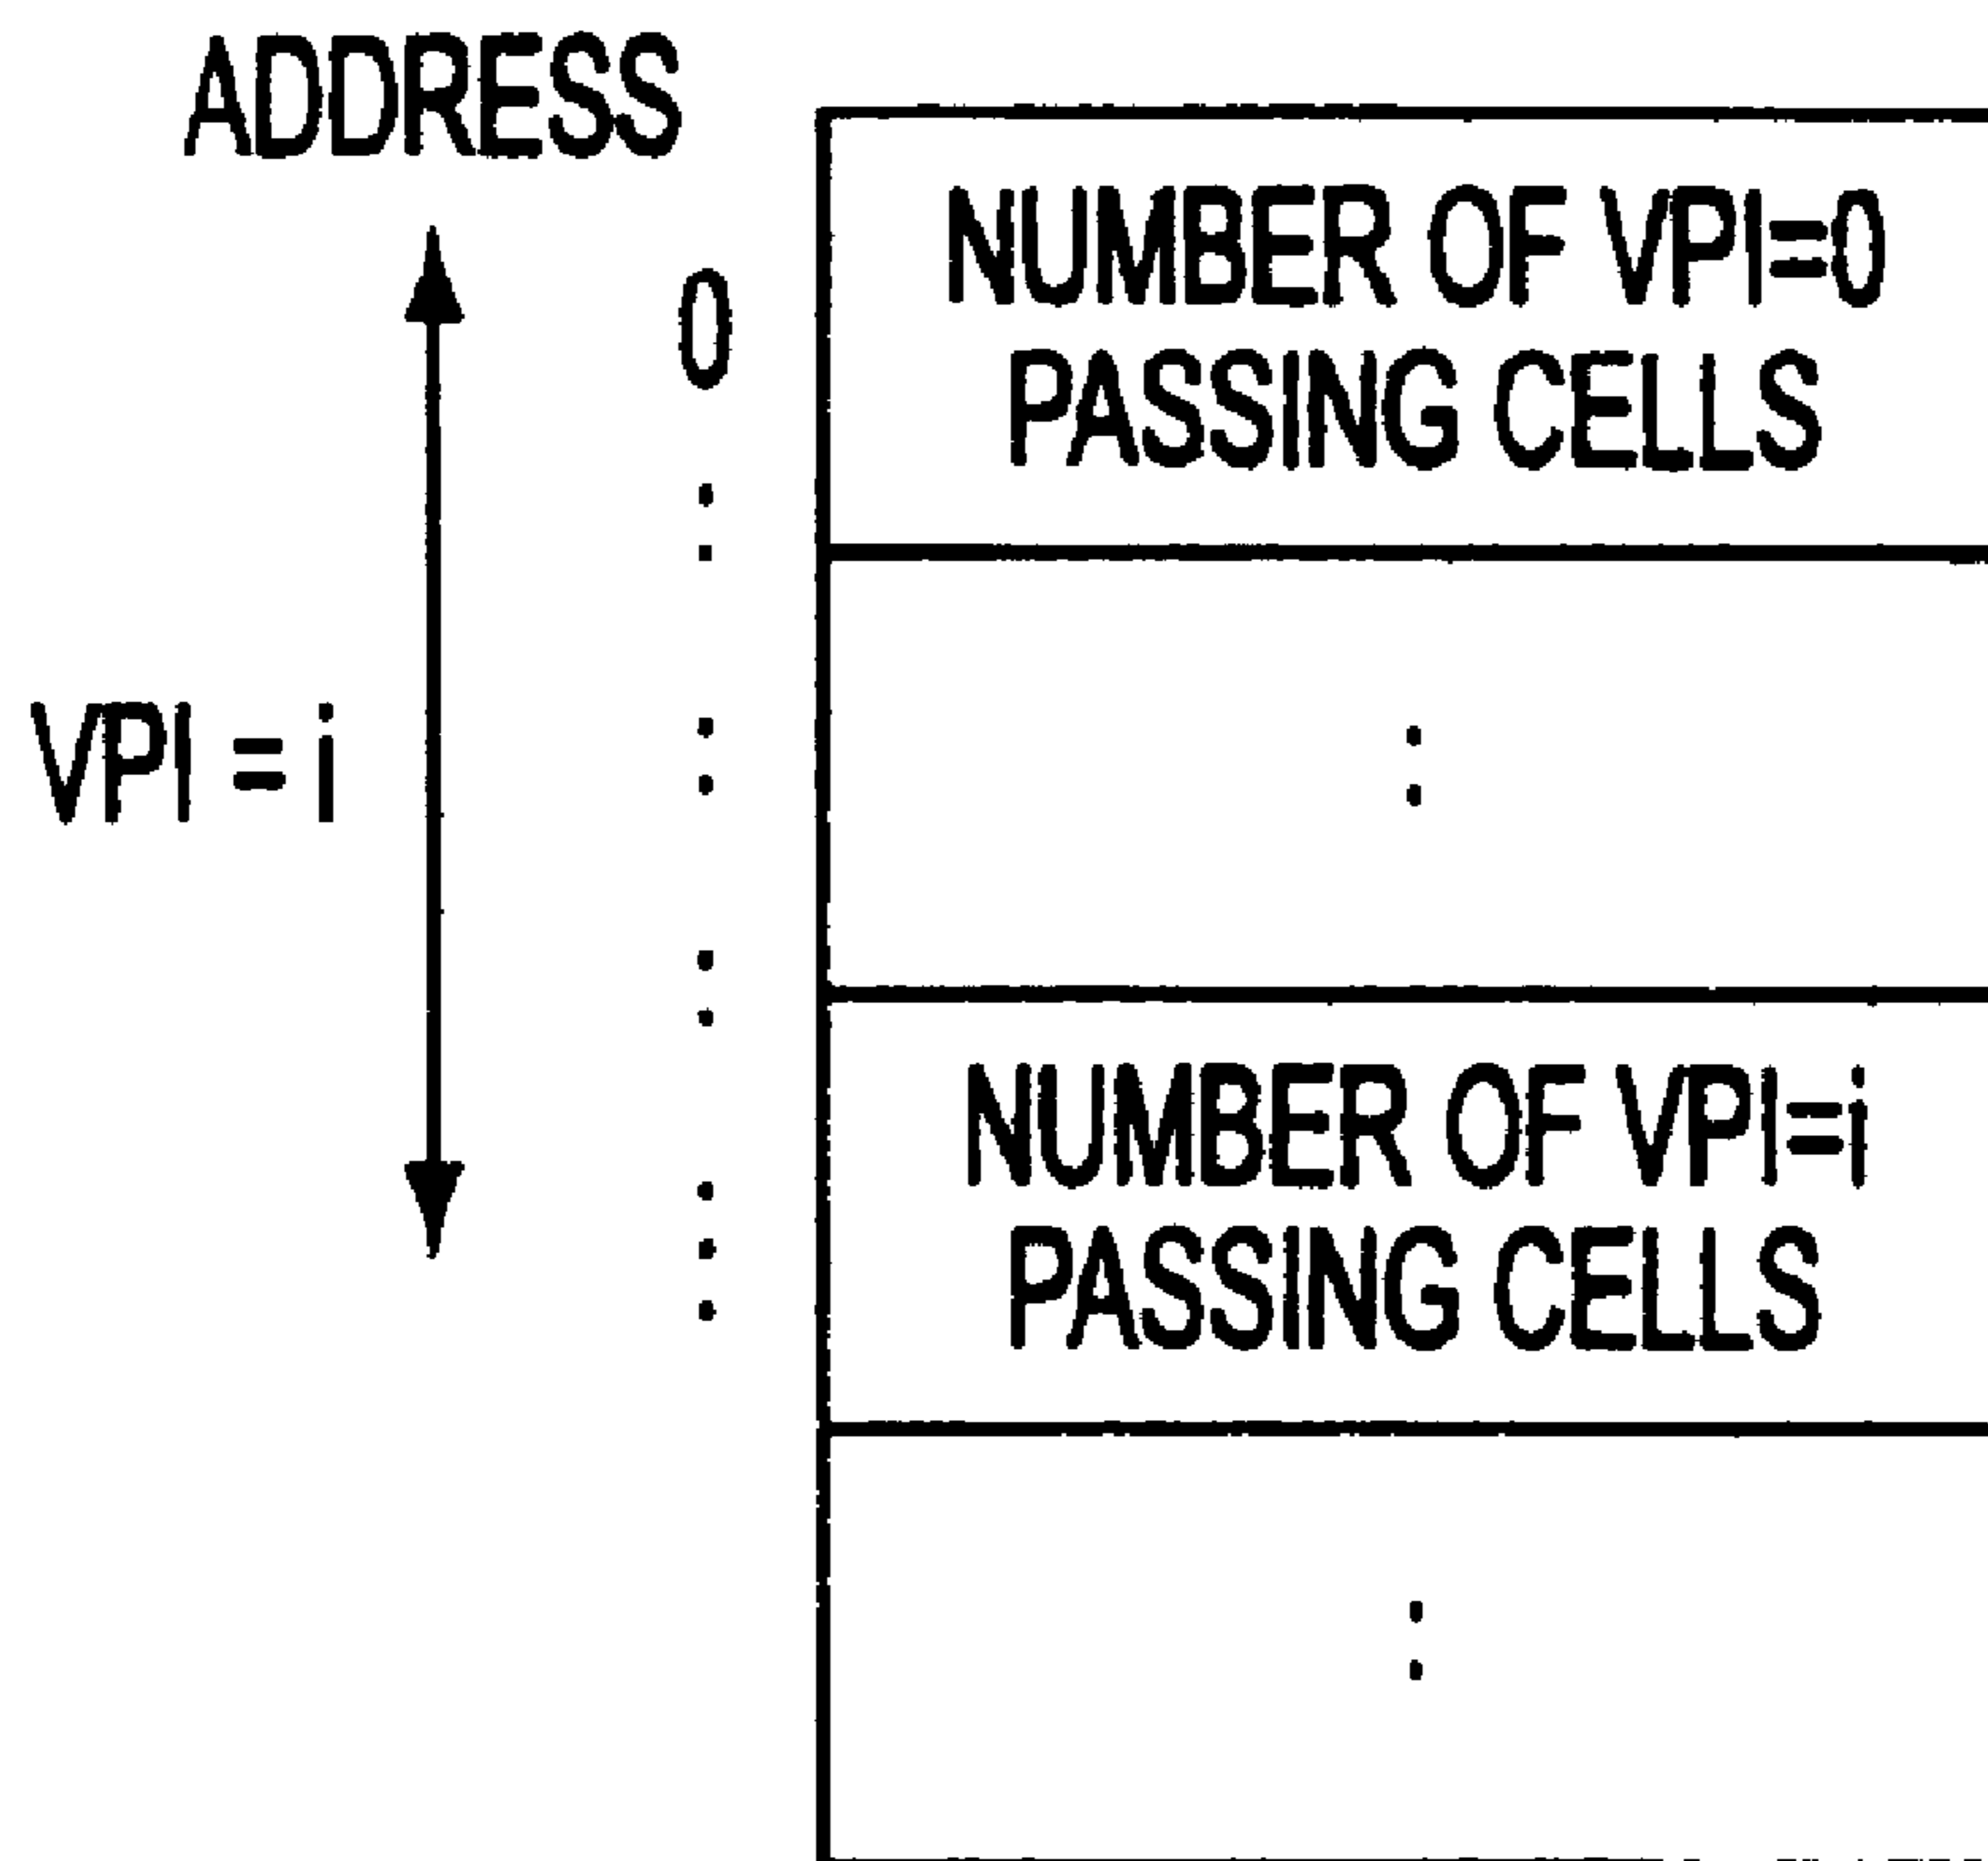 ADDRESS
0
NUMBER OF VPI=0
PASSING CELLS
VPI = i
NUMBER OF VPI=i
PASSING CELLS